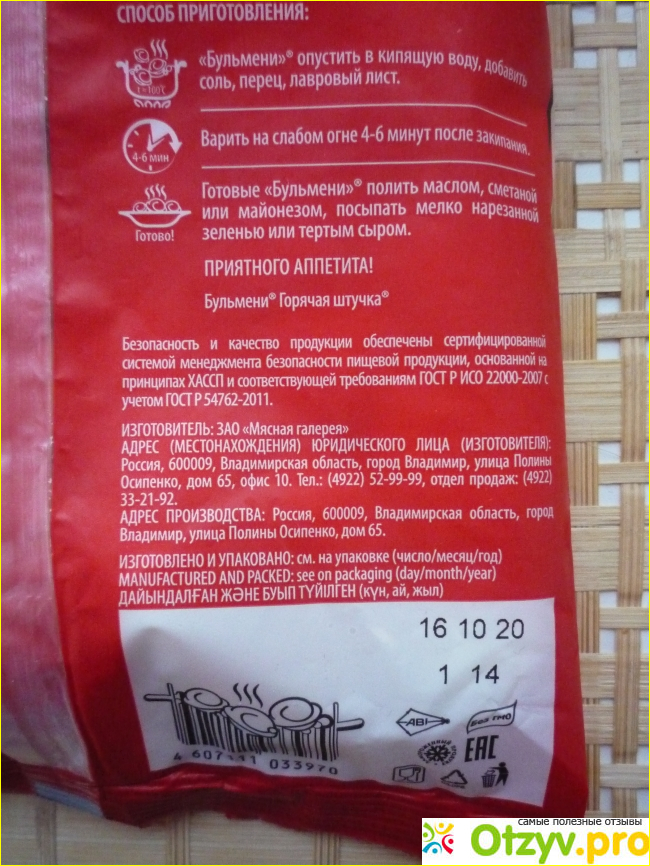 СПОСОБ ПРИГОТОВЛЕНИЯ:
«Бульмени»® опустить в кипящую воду, добавить
соль, перец, лавровый лист.
t=100°C
Варить на слабом огне 4-6 минут после закипания.
4-6 мин
Готовые «Бульмени»® полить маслом, сметаной
или майонезом, посыпать мелко нарезанной
зеленью или тертым сыром.
Готово!
ПРИЯТНОГО АППЕТИТА!
Бульмени® Горячая штучка®
Безопасность и качество продукции обеспечены сертифицированной
системой менеджмента безопасности пищевой продукции, основанной на
принципах ХАССП и соответствующей требованиям ГОСТ Р ИСО 22000-2007 с
учетом ГОСТ Р 54762-2011.
ИЗГОТОВИТЕЛЬ: ЗАО «Мясная галерея»
АДРЕС (МЕСТОНАХОЖДЕНИЯ) ЮРИДИЧЕСКОГО ЛИЦА (ИЗГОТОВИТЕЛЯ):
Россия, 600009, Владимирская область, город Владимир, улица Полины
Осипенко, дом 65, офис 10. Тел.: (4922) 52-99-99, отдел продаж: (4922)
33-21-92.
АДРЕС ПРОИЗВОДСТВА: Россия, 600009, Владимирская область, город
Владимир, улица Полины Осипенко, дом 65.
ИЗГОТОВЛЕНО И УПАКОВАНО: см. на упаковке (число/месяц/год)
MANUFACTURED AND PACKED: see on packaging (day/month/year)
ДАЙЫНДАЛҒАН ЖӘНЕ БУЫП ТҮЙІЛГЕН (күн, ай, жыл)
16 10 20
1 14
ABI
Без ГМО
EAC
4 607111 033970
самые полезные отзывы
Otzyv.pro